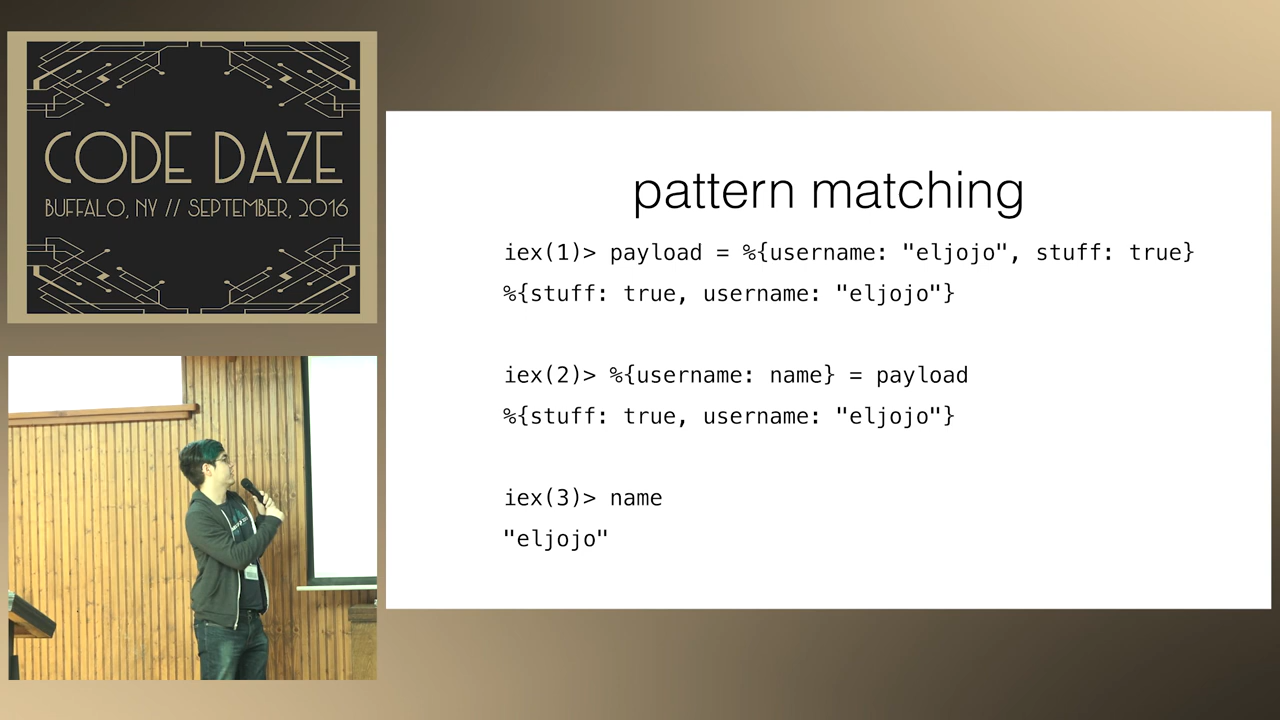 CODE DAZE
BUFFALO, NY // SEPTEMBER, 2016
pattern matching
iex(1)> payload = %{username: "eljojo", stuff: true}
%{stuff: true, username: "eljojo"}
iex(2)> %{username: name} = payload
%{stuff: true, username: "eljojo"}
iex(3)> name
"eljojo"